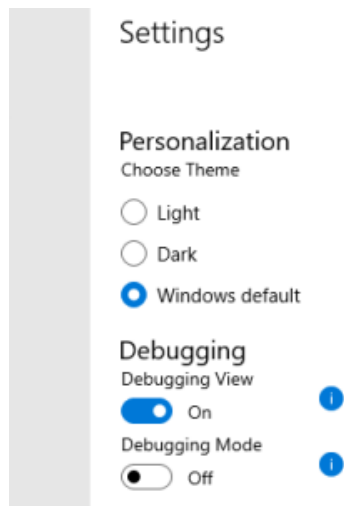 Settings
Personalization
Choose Theme
Light
Dark
Windows default
Debugging
Debugging View
On
Debugging Mode
Off